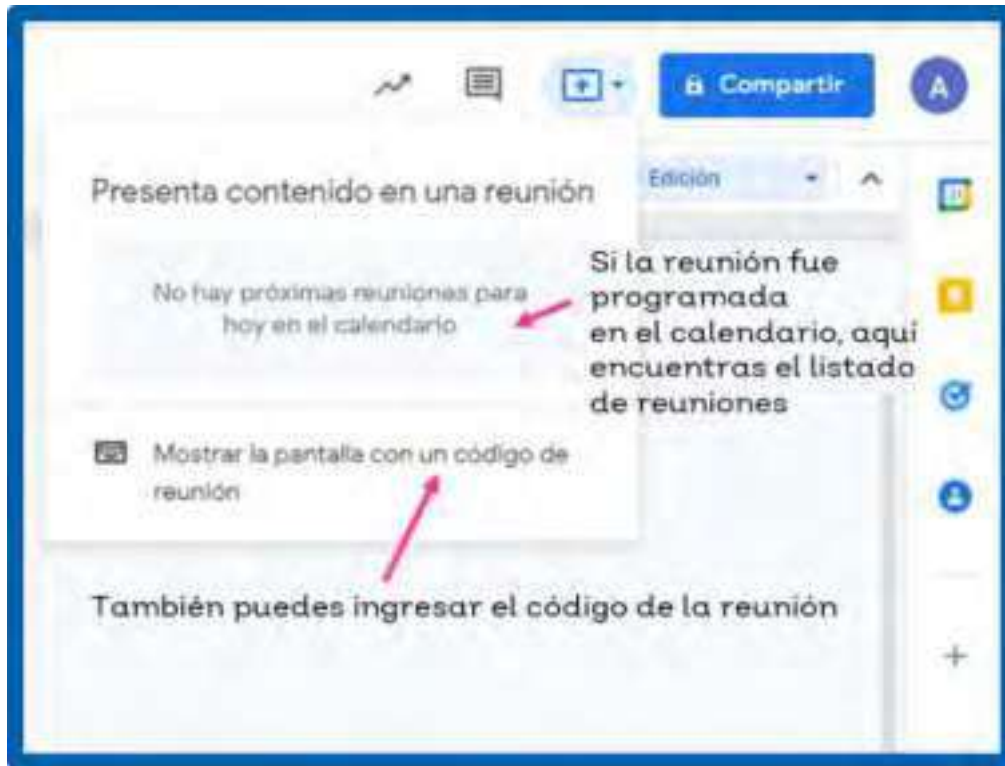 Compartir
A
Presenta contenido en una reunión
Edición
No hay próximas reuniones para
hoy en el calendario
Si la reunión fue
programada
en el calendario, aquí
encuentras el listado
de reuniones
Mostrar la pantalla con un código de
reunión
También puedes ingresar el código de la reunión